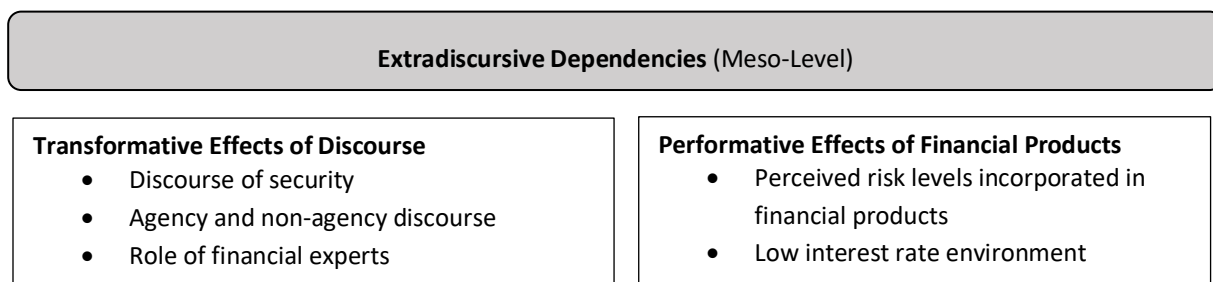 Extradiscursive Dependencies (Meso-Level)
Transformative Effects of Discourse
• Discourse of security
• Agency and non-agency discourse
• Role of financial experts
Performative Effects of Financial Products
• Perceived risk levels incorporated in
financial products
• Low interest rate environment